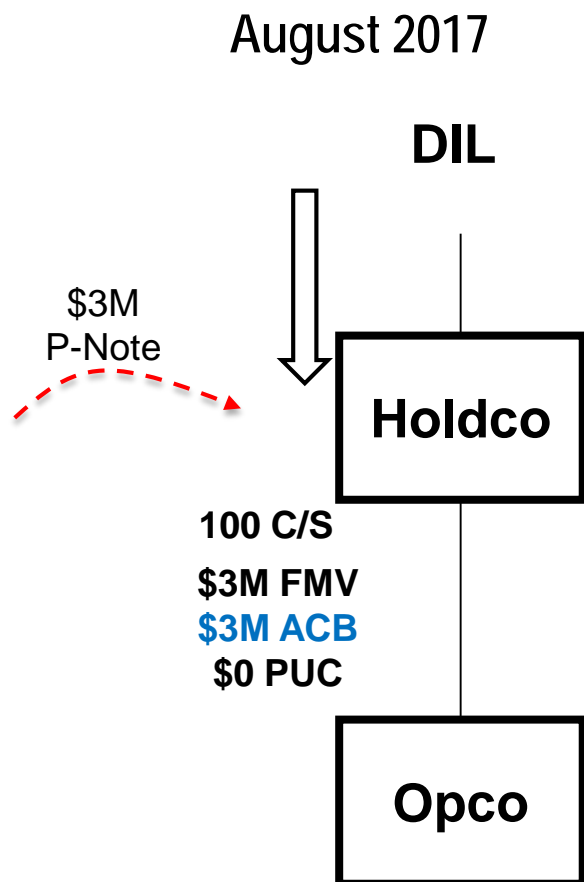 August 2017
DIL
$3M
P-Note
Holdco
100 C/S
$3M FMV
$3M ACB
$0 PUC
Opco